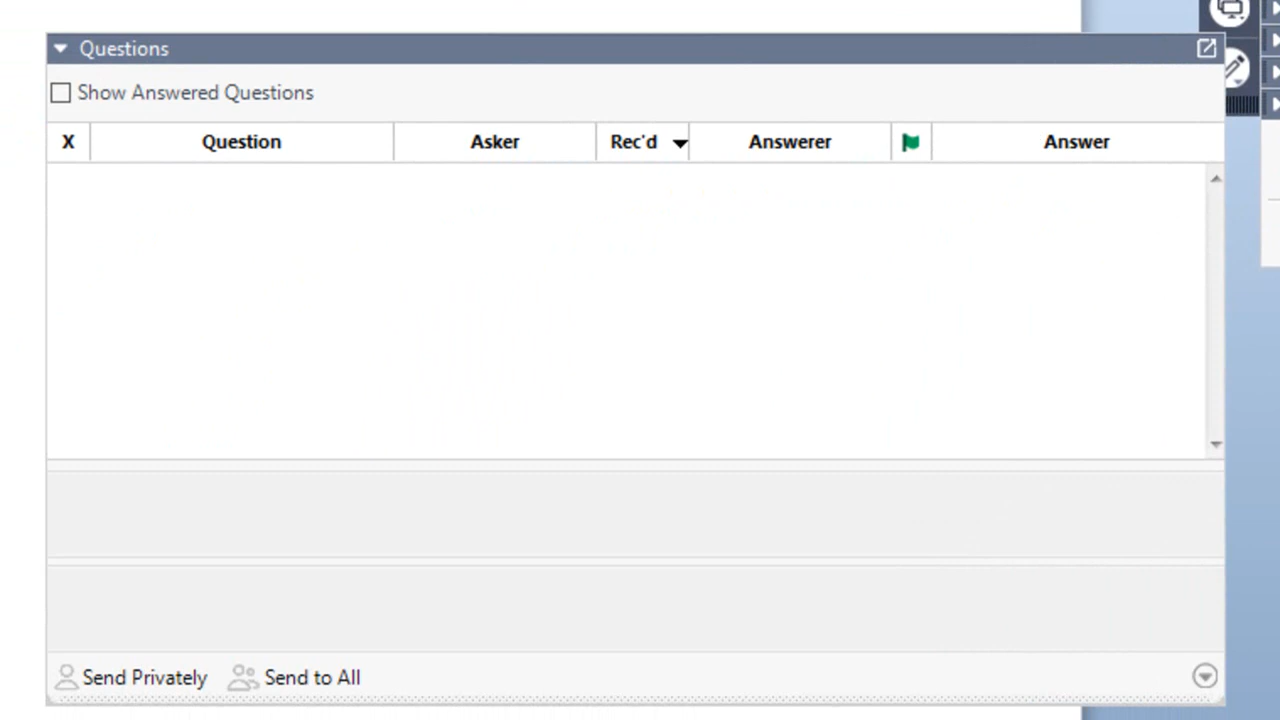 Questions
Show Answered Questions
X Question Asker Rec'd Answerer Answer
Send Privately Send to All